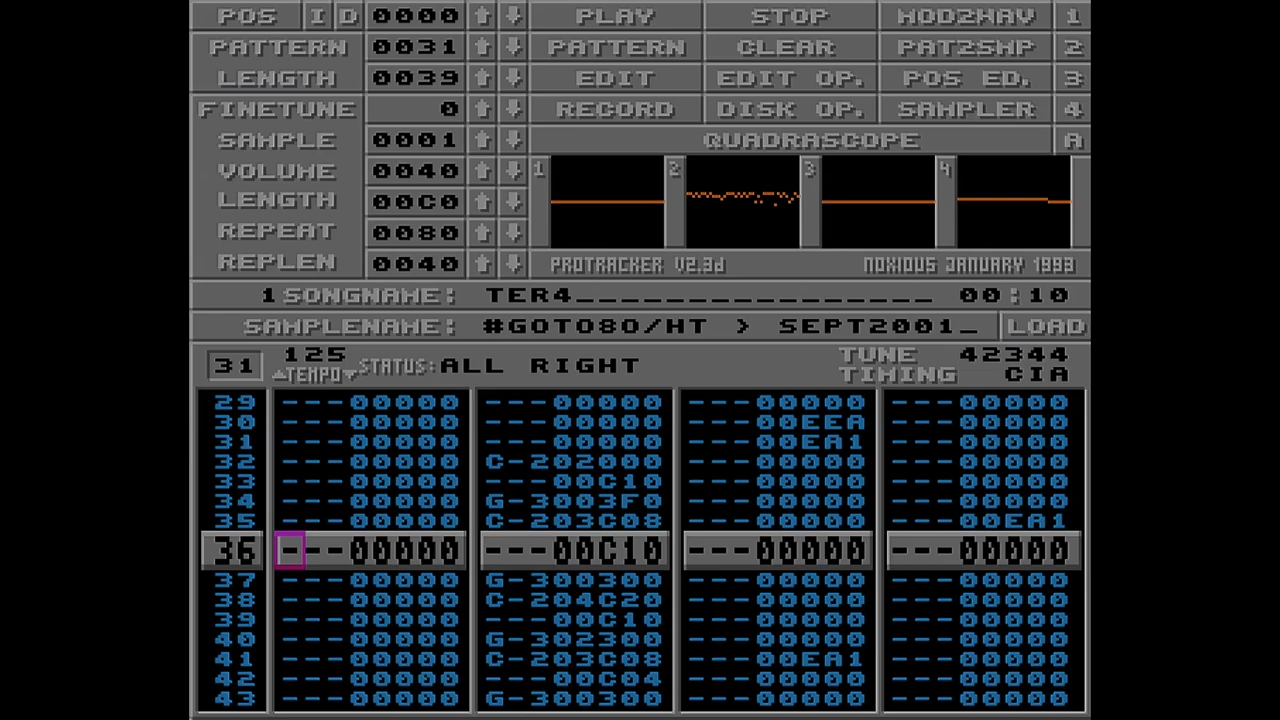 POS I D 0000 PLAY STOP MOD2WAV 1
PATTERN 0031 PATTERN CLEAR PAT2SMP 2
LENGTH 0039 EDIT EDIT OP. POS ED. 3
FINETUNE 0 RECORD DISK OP. SAMPLER 4
SAMPLE 0001 QUADRASCOPE A
VOLUME 0040 1 2 3 4
LENGTH 00C0
REPEAT 0080
REPLEN 0040 PROTRACKER V2.3d NOXIOUS JANUARY 1993
1 SONGNAME: TER4_________________ 00:10
SAMPLENAME: #GOTO80/HT > SEPT2001_ LOAD
31 125 TEMPO STATUS: ALL RIGHT TUNE 42344
TIMING CIA
29 ---00000 ---00000 ---00000 ---00000
30 ---00000 ---00000 ---00EEA ---00000
31 ---00000 ---00000 ---00EA1 ---00000
32 ---00000 C-202000 ---00000 ---00000
33 ---00000 ---00C10 ---00000 ---00000
34 ---00000 G-3003F0 ---00000 ---00000
35 ---00000 C-203C08 ---00000 ---00EA1
36 ---00000 ---00C10 ---00000 ---00000
37 ---00000 G-300300 ---00000 ---00000
38 ---00000 C-204C20 ---00000 ---00000
39 ---00000 ---00C10 ---00000 ---00000
40 ---00000 G-302300 ---00000 ---00000
41 ---00000 C-203C08 ---00EA1 ---00000
42 ---00000 ---00C04 ---00000 ---00000
43 ---00000 G-300300 ---00000 ---00000